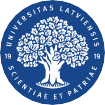 UNIVERSITAS LATVIENSIS
19 19
SCIENTIAE ET PATRIAE